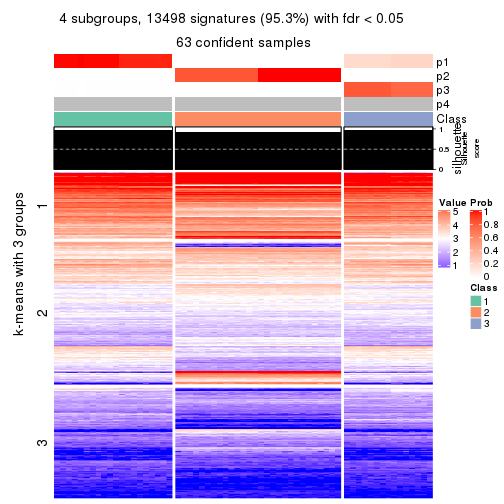 4 subgroups, 13498 signatures (95.3%) with fdr < 0.05
63 confident samples
p1
p2
p3
p4
Class
1
0.5
0
silhouette
Silhouette
score
k-means with 3 groups
1
2
3
Value
5
4
3
2
1
Prob
1
0.8
0.6
0.4
0.2
0
Class
1
2
3